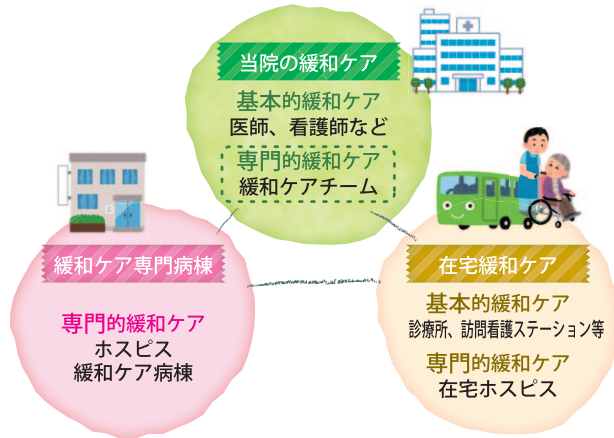 当院の緩和ケア
基本的緩和ケア
医師、看護師など
専門的緩和ケア
緩和ケアチーム
緩和ケア専門病棟
専門的緩和ケア
ホスピス
緩和ケア病棟
在宅緩和ケア
基本的緩和ケア
診療所、訪問看護ステーション等
専門的緩和ケア
在宅ホスピス